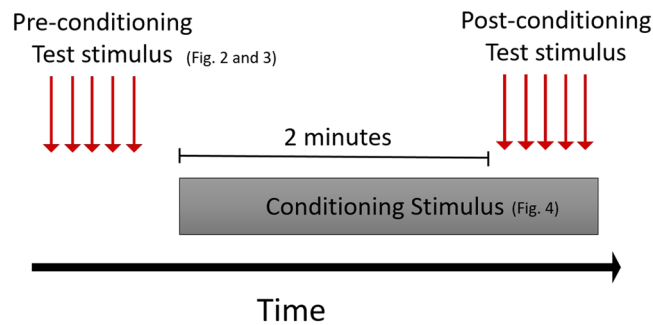 Pre-conditioning
Test stimulus (Fig. 2 and 3)
Post-conditioning
Test stimulus
2 minutes
Conditioning Stimulus (Fig. 4)
Time